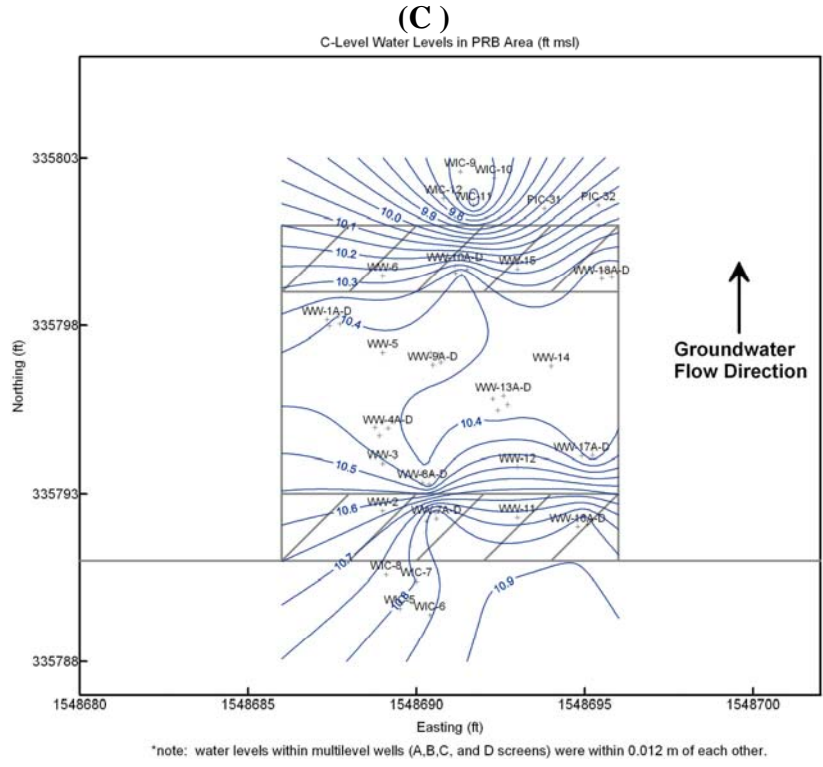 (C )
C-Level Water Levels in PRB Area (ft msl)
335803
WIC-9
WIC-10
WIC-12
WIC-11
PIC-31
PIC-32
10.0
9.9
9.8
10.1
10.2
WW-10A-D
WW-15
WW-6
WW-18A-D
10.3
335798
WW-1A-D
10.4
WW-5
WW-9A-D
WW-14
WW-13A-D
Groundwater
Flow Direction
Northing (ft)
WW-4A-D
10.4
WW-17A-D
WW-3
WW-12
10.5
WW-8A-D
335793
WW-2
10.6
WW-7A-D
WW-11
WW-16A-D
10.7
WIC-8
WIC-7
10.9
10.8
WIC-6
335788
1548680
1548685
1548690
1548695
1548700
Easting (ft)
*note: water levels within multilevel wells (A,B,C, and D screens) were within 0.012 m of each other.